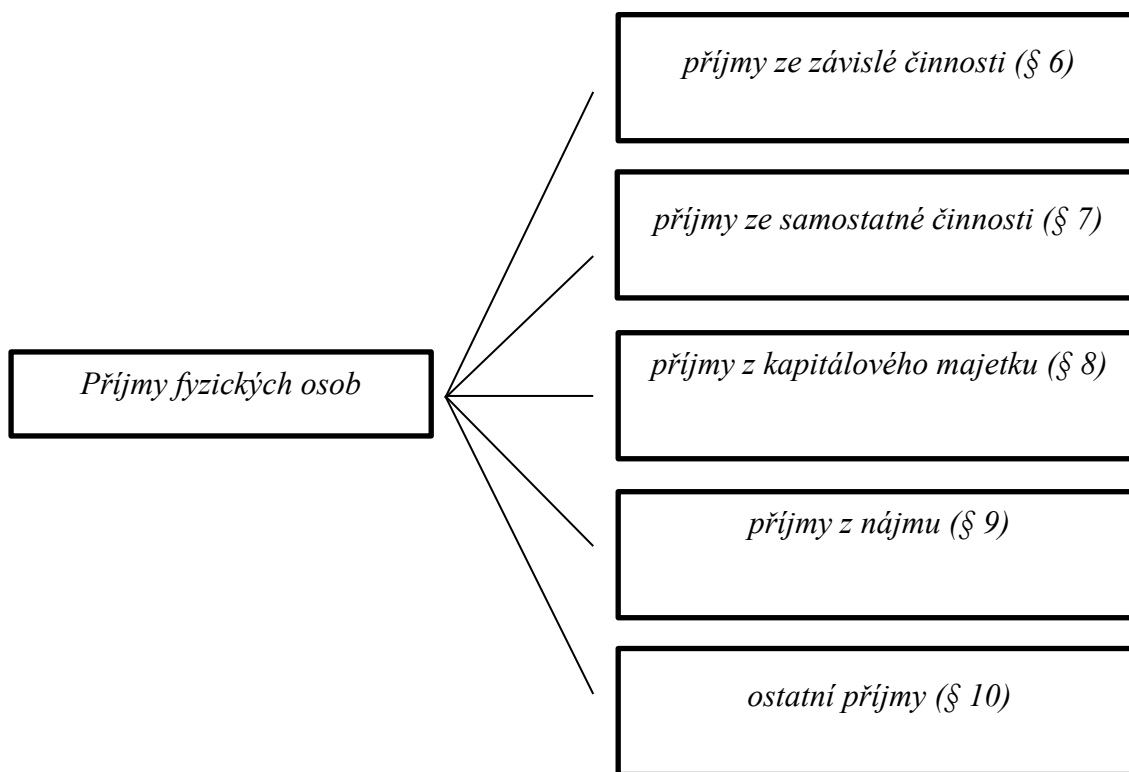 příjmy ze závislé činnosti (§ 6)
příjmy ze samostatné činnosti (§ 7)
Příjmy fyzických osob
příjmy z kapitálového majetku (§ 8)
příjmy z nájmu (§ 9)
ostatní příjmy (§ 10)